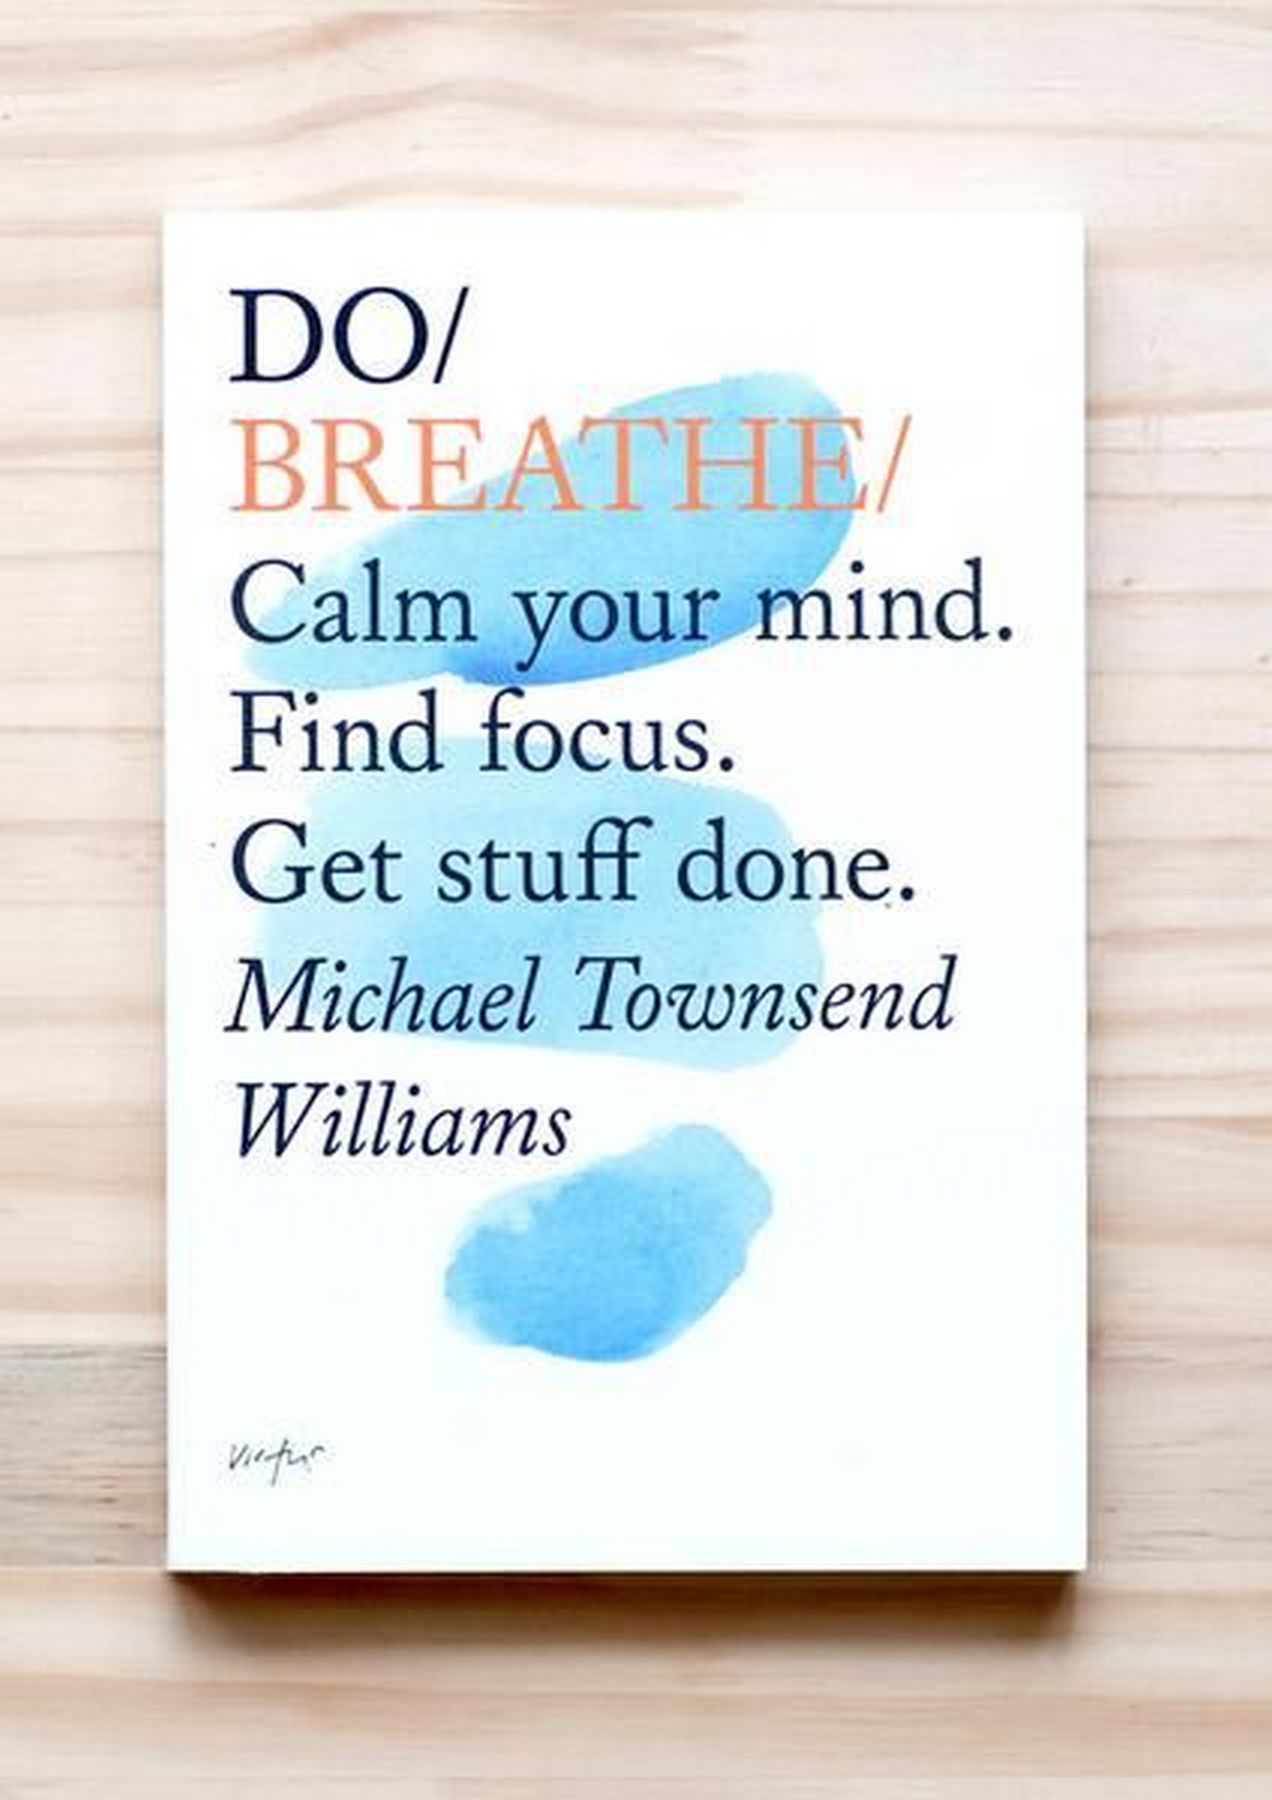 DO/
BREATHE/
Calm your mind.
Find focus.
Get stuff done.
Michael Townsend
Williams